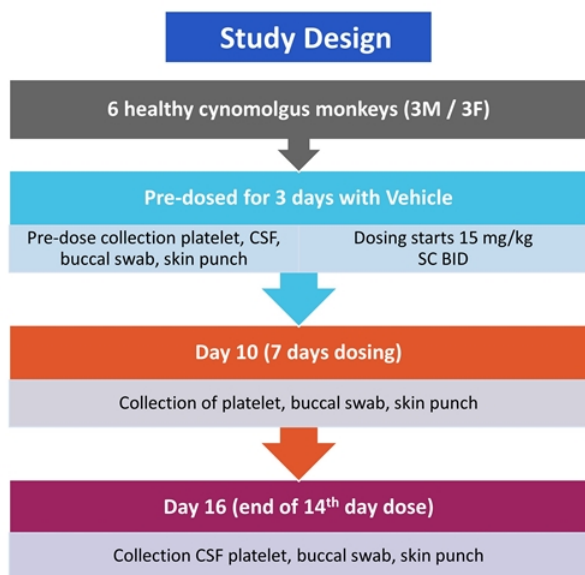 Study Design
6 healthy cynomolgus monkeys (3M / 3F)
Pre-dosed for 3 days with Vehicle
Pre-dose collection platelet, CSF,
buccal swab, skin punch
Dosing starts 15 mg/kg
SC BID
Day 10 (7 days dosing)
Collection of platelet, buccal swab, skin punch
Day 16 (end of 14th day dose)
Collection CSF platelet, buccal swab, skin punch